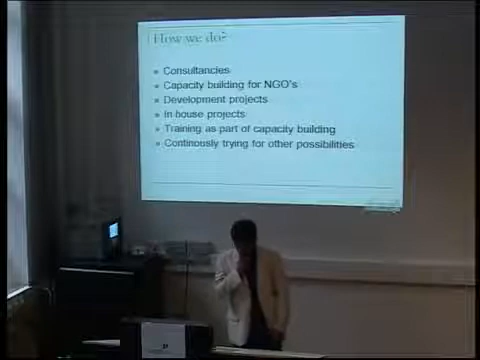 How we do?
» Consultancies
» Capacity building for NGO's
» Development projects
» In house projects
» Training as part of capacity building
» Continously trying for other possibilities